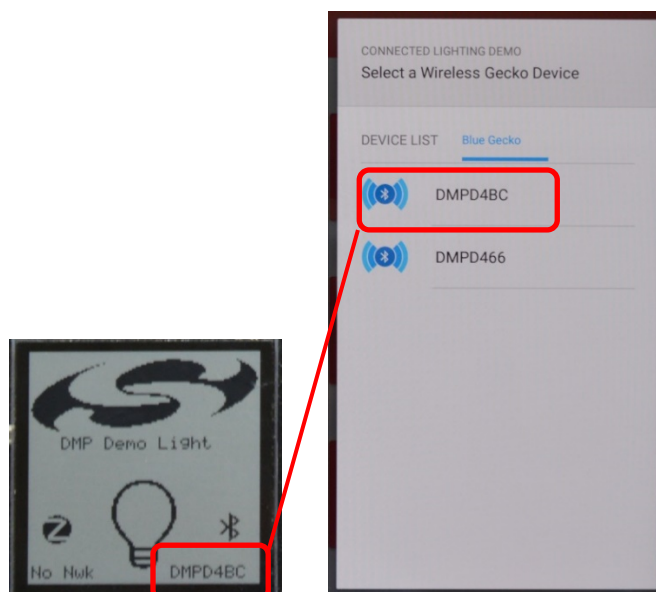 CONNECTED LIGHTING DEMO
Select a Wireless Gecko Device
DEVICE LIST Blue Gecko
DMPD4BC
DMPD466
DMP Demo Light
No Nwk DMPD4BC